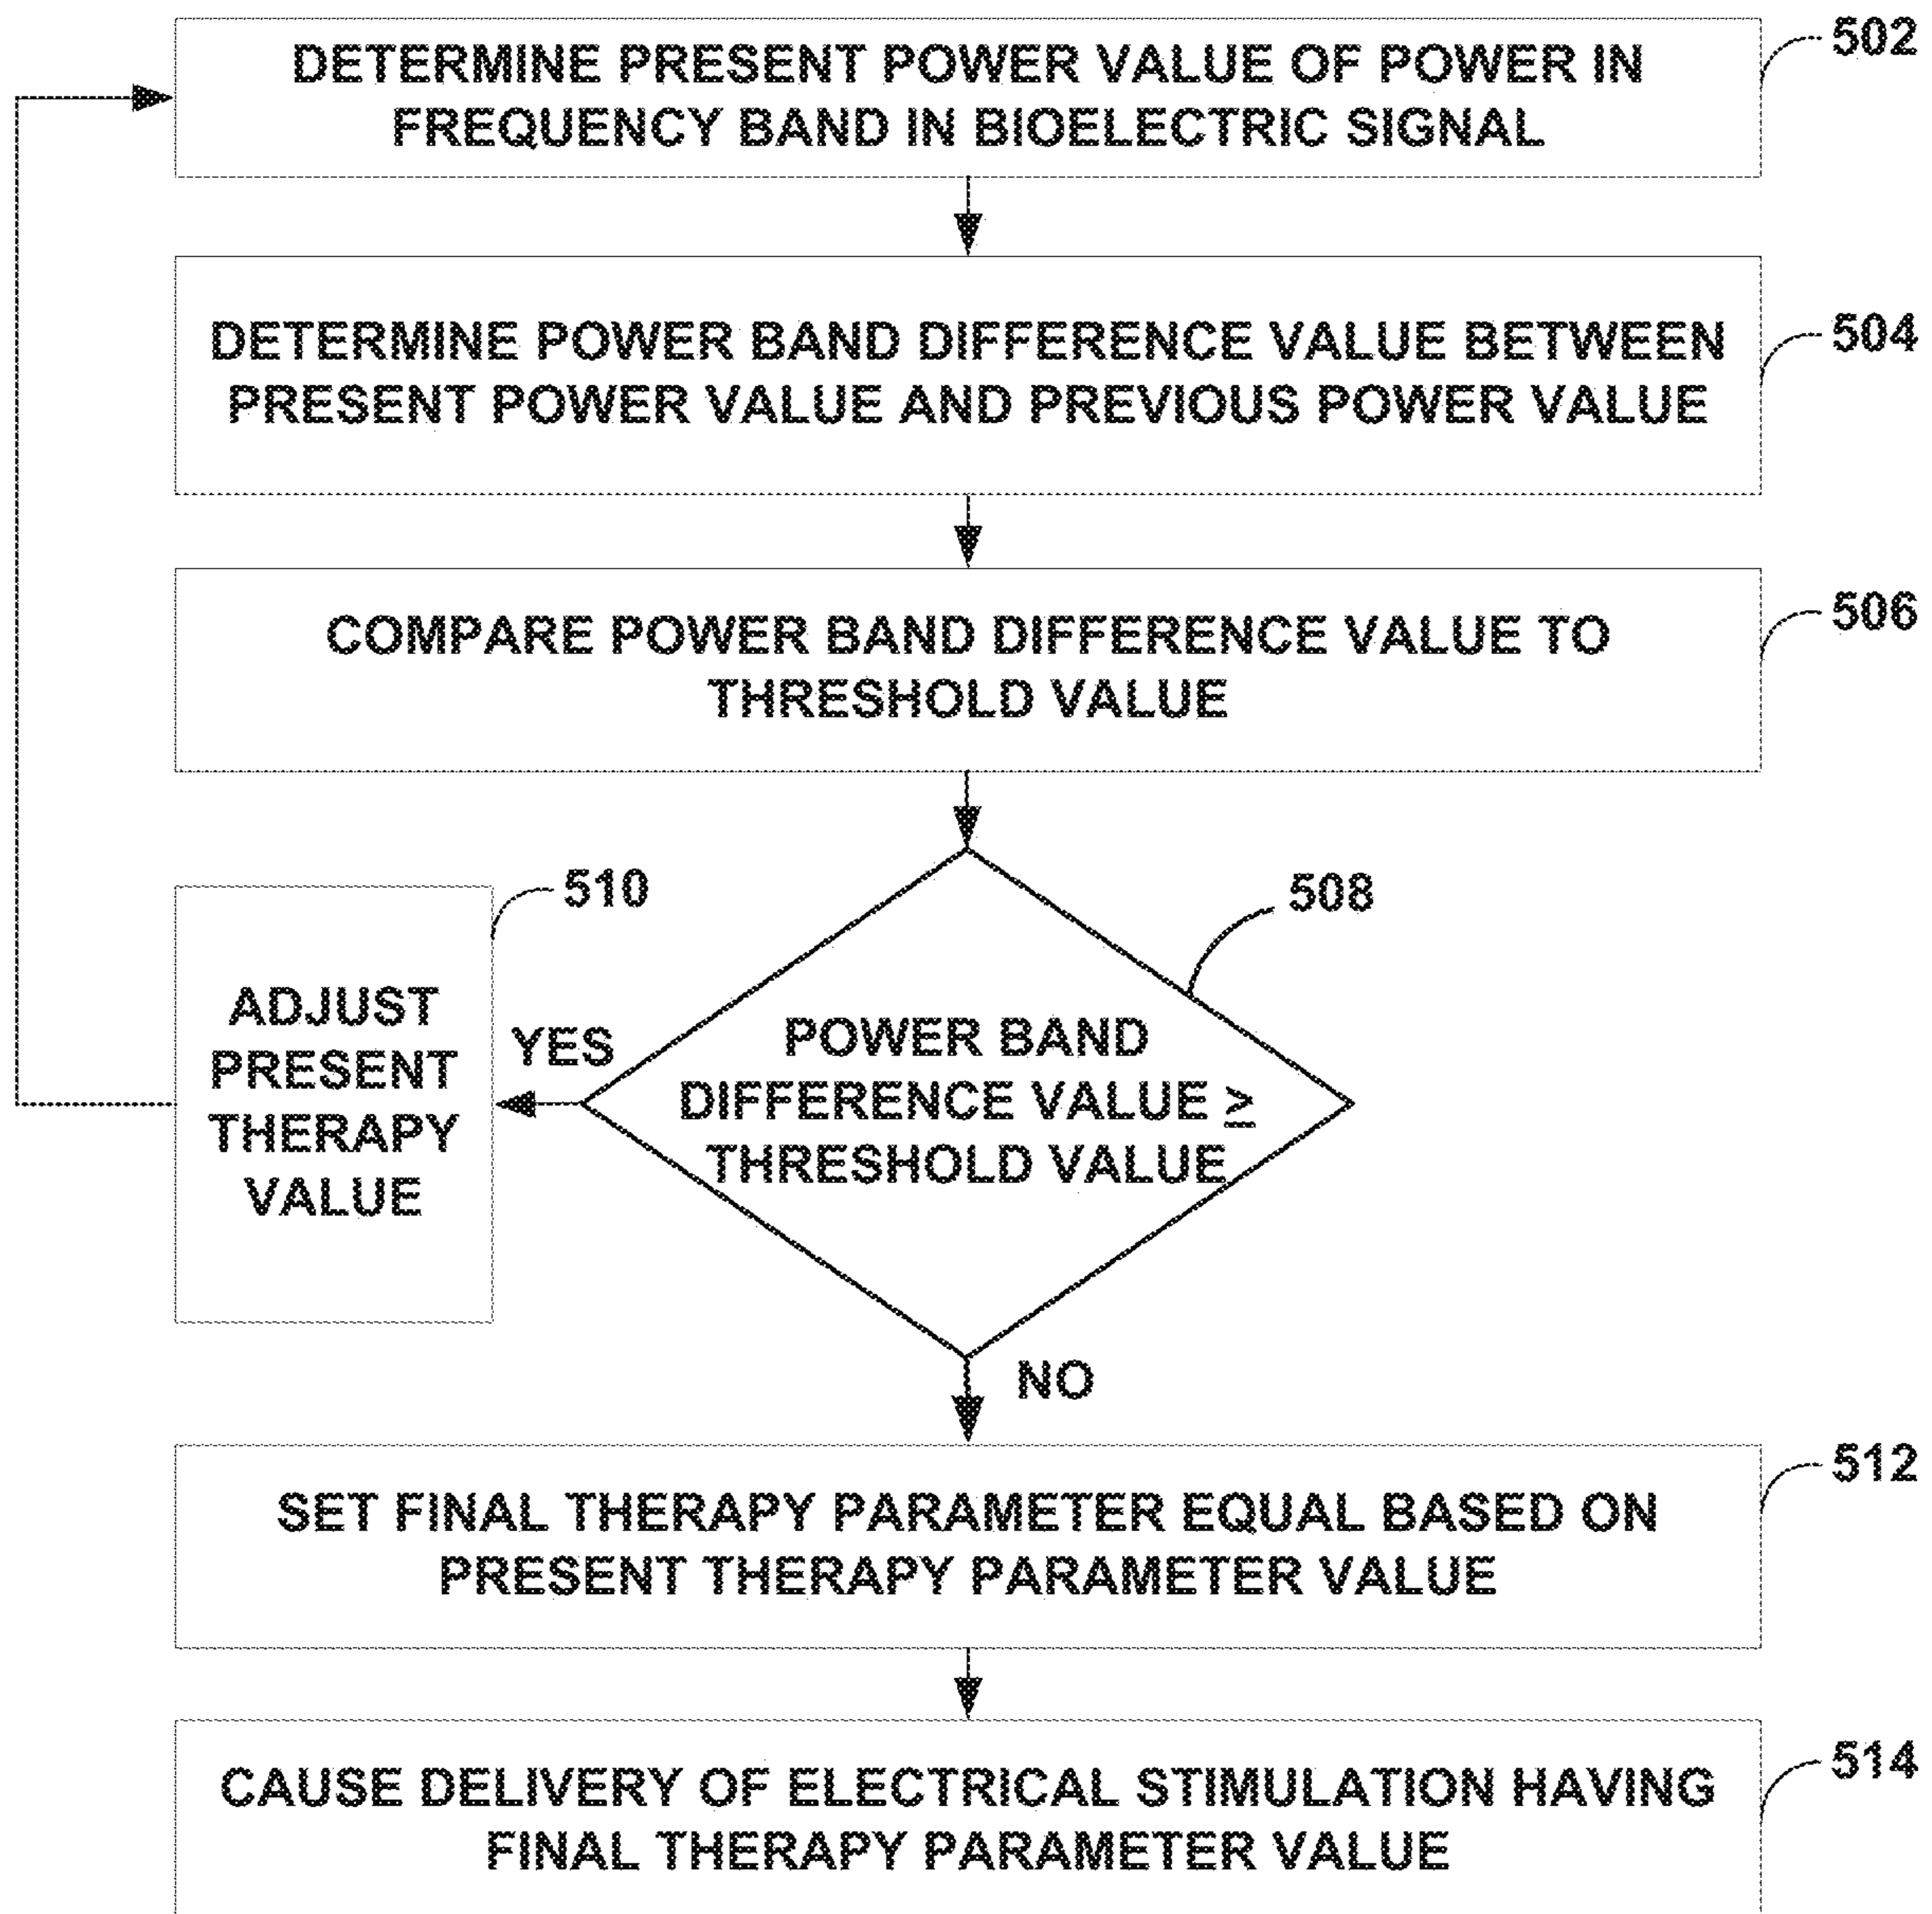 DETERMINE PRESENT POWER VALUE OF POWER IN
FREQUENCY BAND IN BIOELECTRIC SIGNAL
502
DETERMINE POWER BAND DIFFERENCE VALUE BETWEEN
PRESENT POWER VALUE AND PREVIOUS POWER VALUE
504
COMPARE POWER BAND DIFFERENCE VALUE TO
THRESHOLD VALUE
506
510
ADJUST
PRESENT
THERAPY
VALUE
YES
508
POWER BAND
DIFFERENCE VALUE ≥
THRESHOLD VALUE
NO
SET FINAL THERAPY PARAMETER EQUAL BASED ON
PRESENT THERAPY PARAMETER VALUE
512
CAUSE DELIVERY OF ELECTRICAL STIMULATION HAVING
FINAL THERAPY PARAMETER VALUE
514